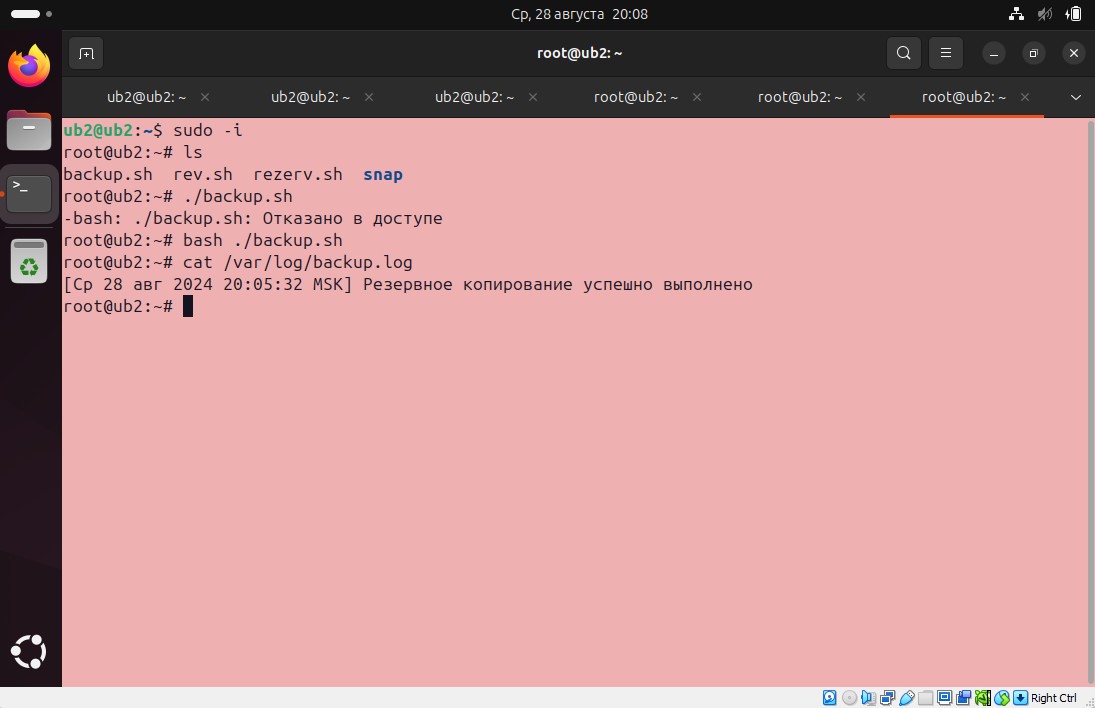 Ср, 28 августа 20:08
root@ub2: ~
ub2@ub2: ~ ub2@ub2: ~ ub2@ub2: ~ root@ub2: ~ root@ub2: ~ root@ub2: ~
ub2@ub2:~$ sudo -i
root@ub2:~# ls
backup.sh  rev.sh  rezerv.sh  snap
root@ub2:~# ./backup.sh
-bash: ./backup.sh: Отказано в доступе
root@ub2:~# bash ./backup.sh
root@ub2:~# cat /var/log/backup.log
[Ср 28 авг 2024 20:05:32 MSK] Резервное копирование успешно выполнено
root@ub2:~#
Right Ctrl